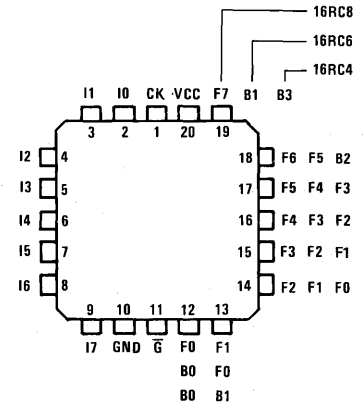 16RC8
16RC6
16RC4
I1 I0 CK VCC F7 B1 B3
3 2 1 20 19
I2 4 18 F6 F5 B2
I3 5 17 F5 F4 F3
I4 6 16 F4 F3 F2
I5 7 15 F3 F2 F1
I6 8 14 F2 F1 F0
9 10 11 12 13
I7 GND G̅ F0 F1
B0 F0
B0 B1